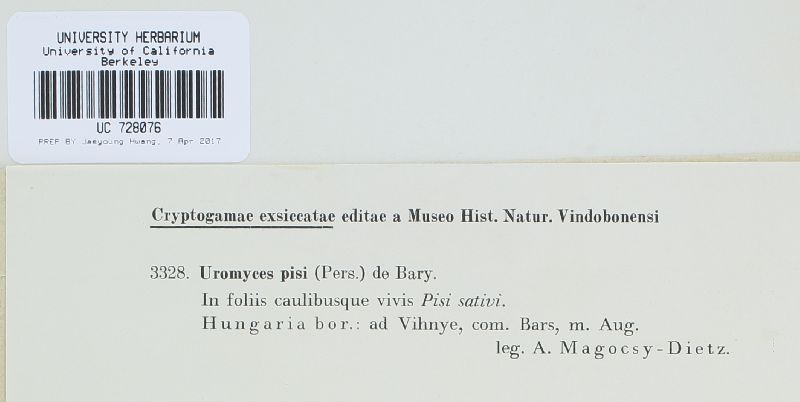 UNIVERSITY HERBARIUM
University of California
Berkeley
UC 728076
PREP BY Jaeyoung Hwang, 7 Apr 2017
Cryptogamae exsiccatae editae a Museo Hist. Natur. Vindobonensi
3328. Uromyces pisi (Pers.) de Bary.
In foliis caulibusque vivis Pisi sativi.
Hungaria bor.: ad Vihnye, com. Bars, m. Aug.
leg. A. Magocsy-Dietz.